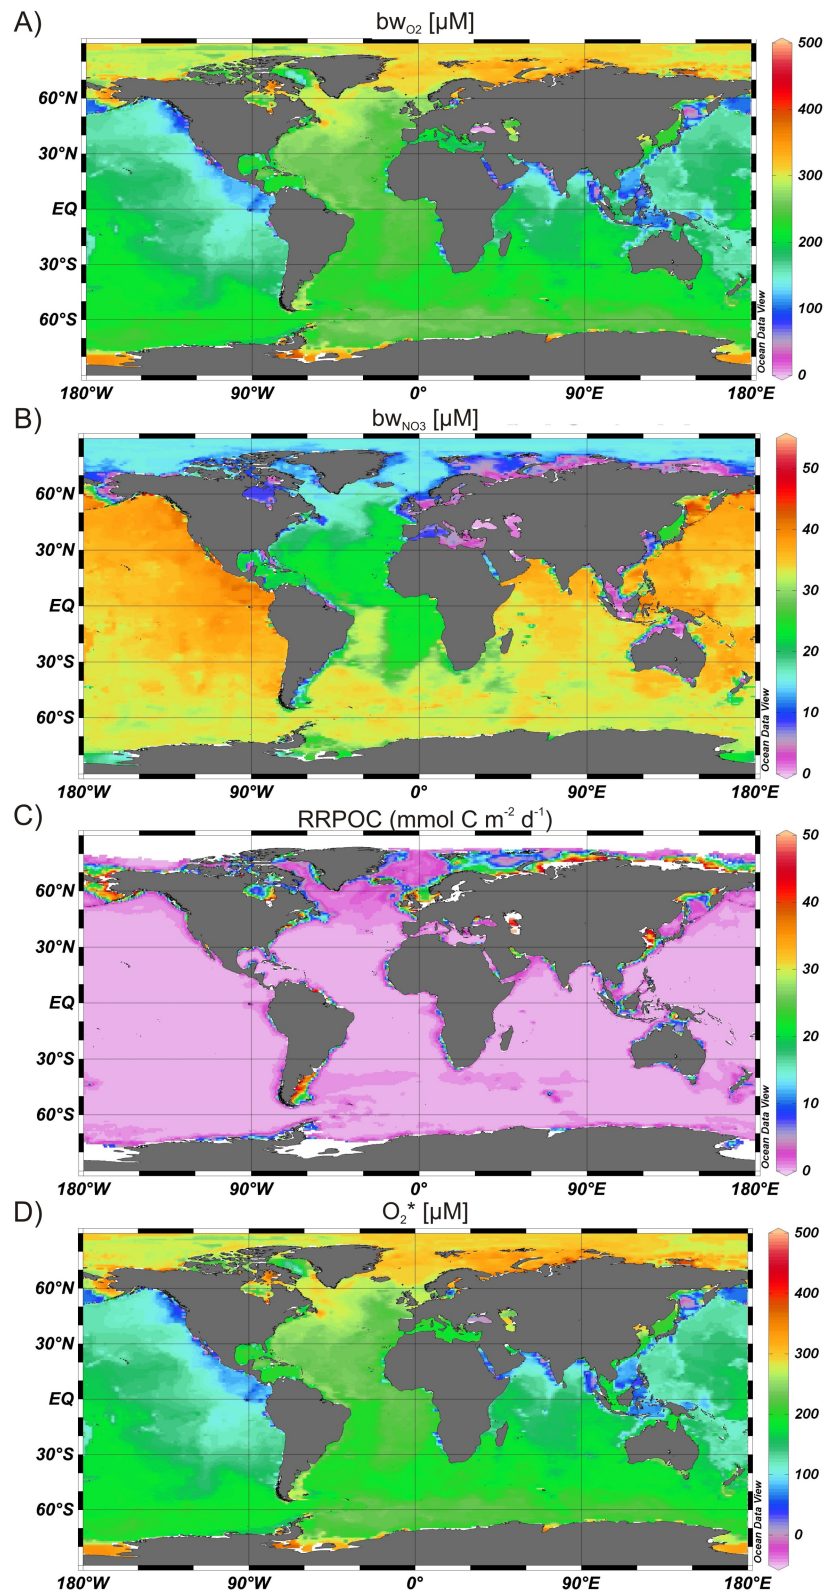 A)
bwO2 [µM]
500
400
300
200
100
0
60°N
30°N
EQ
30°S
60°S
180°W
90°W
0°
90°E
180°E
Ocean Data View
B)
bwNO3 [µM]
50
40
30
20
10
0
60°N
30°N
EQ
30°S
60°S
180°W
90°W
0°
90°E
180°E
Ocean Data View
C)
RRPOC (mmol C m-2 d-1)
50
40
30
20
10
0
60°N
30°N
EQ
30°S
60°S
180°W
90°W
0°
90°E
180°E
Ocean Data View
D)
O2* [µM]
500
400
300
200
100
0
60°N
30°N
EQ
30°S
60°S
180°W
90°W
0°
90°E
180°E
Ocean Data View